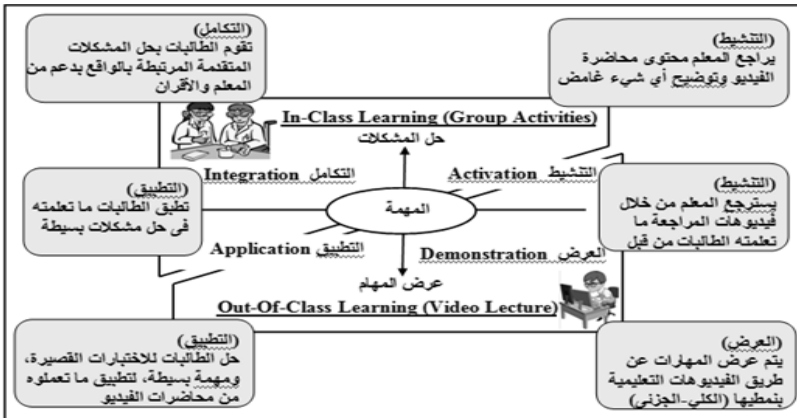 (التنشيط)
يراجع المعلم محتوى محاضرة
الفيديو وتوضيح أي شيء غامض
(التكامل)
تقوم الطالبات بحل المشكلات
المتقدمة المرتبطة بالواقع بدعم من
المعلم والأقران
In-Class Learning (Group Activities)
حل المشكلات
التنشيط Activation
التكامل Integration
(التنشيط)
يسترجع المعلم من خلال
فيديوهات المراجعة ما
تعلمته الطالبات من قبل
المهمة
(التطبيق)
تطبق الطالبات ما تعلمته
فى حل مشكلات بسيطة
العرض Demonstration
التطبيق Application
عرض المهام
Out-Of-Class Learning (Video Lecture)
(العرض)
يتم عرض المهارات عن
طريق الفيديوهات التعليمية
بنمطيها (الكلي-الجزئي)
(التطبيق)
حل الطالبات للاختبارات القصيرة،
ومهمة بسيطة، لتطبيق ما تعملوه
من محاضرات الفيديو